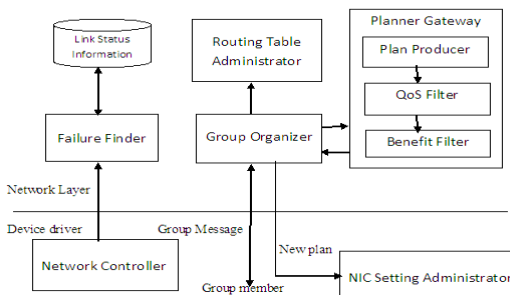 Link Status
Information
Routing Table
Administrator
Planner Gateway
Plan Producer
QoS Filter
Benefit Filter
Failure Finder
Group Organizer
Network Layer
Device driver
Group Message
New plan
Network Controller
Group member
NIC Setting Administrator